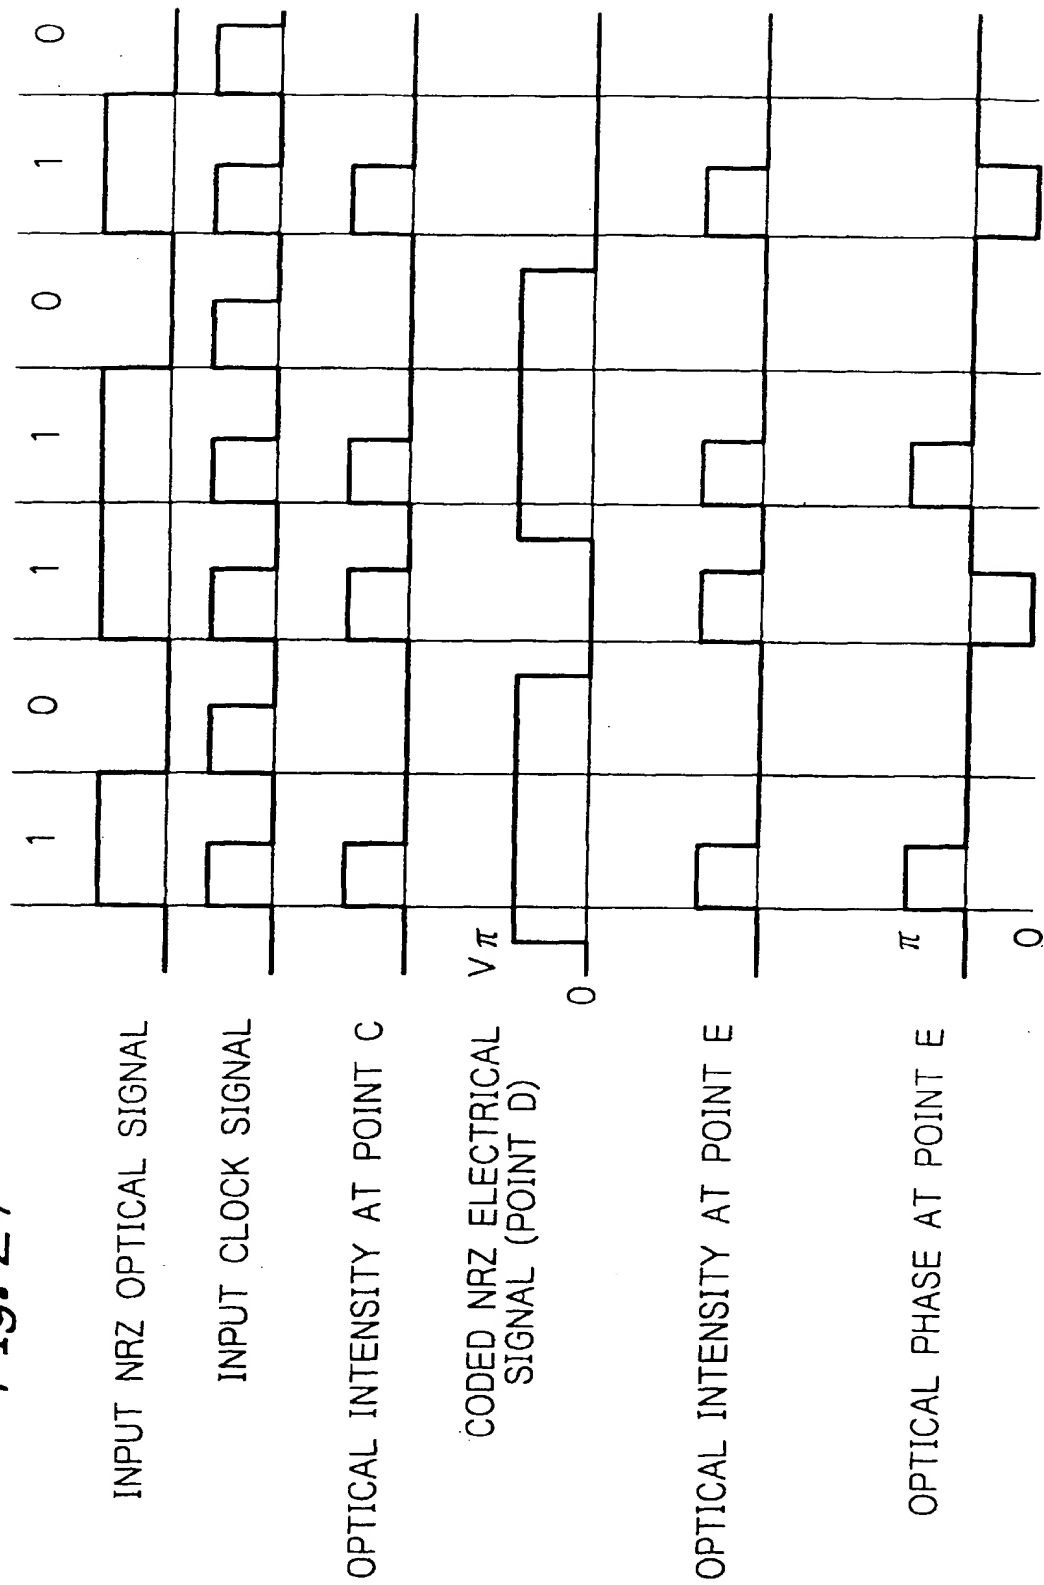 1 0 1 1 0 1 0
INPUT NRZ OPTICAL SIGNAL
INPUT CLOCK SIGNAL
OPTICAL INTENSITY AT POINT C
Vπ
0
CODED NRZ ELECTRICAL
SIGNAL (POINT D)
OPTICAL INTENSITY AT POINT E
π
0
OPTICAL PHASE AT POINT E